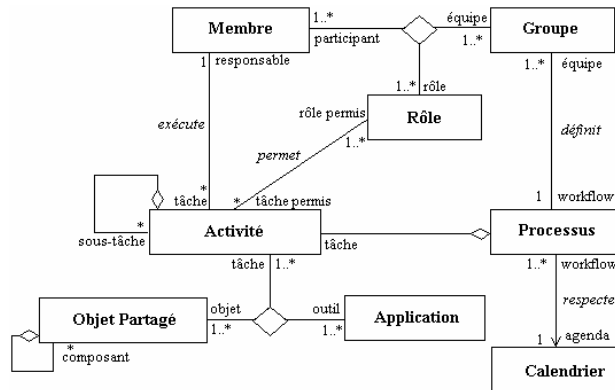 Membre
1..*
participant
équipe
1..*
Groupe
1
responsable
1..*
rôle
1..*
équipe
exécute
rôle permis
1..*
Rôle
définit
permet
*
tâche
*
tâche permis
1
workflow
*
sous-tâche
Activité
tâche
Processus
tâche
1..*
1..*
workflow
respecte
Objet Partagé
objet
1..*
outil
1..*
Application
*
composant
1
agenda
Calendrier